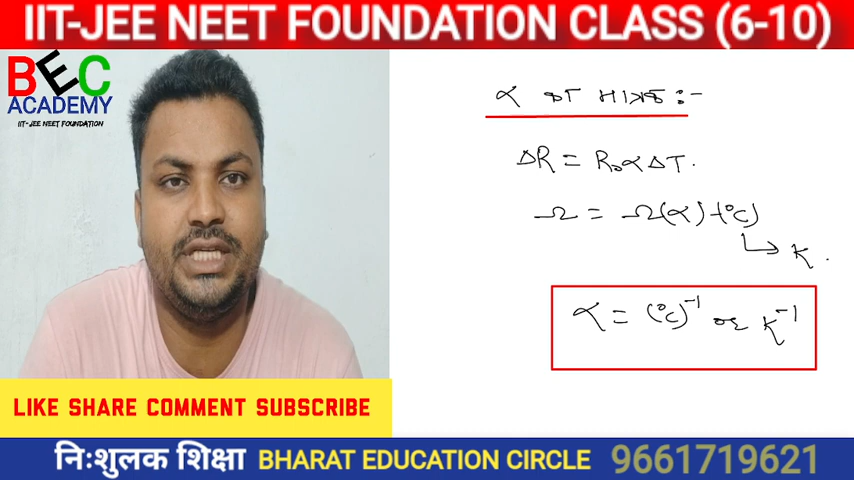 IIT-JEE NEET FOUNDATION CLASS (6-10)
BEC
ACADEMY
IIT-JEE NEET FOUNDATION
α का मात्रक :-
ΔR = R₀αΔT.
Ω = Ω(α)(°C)
↳ K.
α = (°C)⁻¹ or K⁻¹
LIKE SHARE COMMENT SUBSCRIBE
निःशुलक शिक्षा BHARAT EDUCATION CIRCLE 9661719621